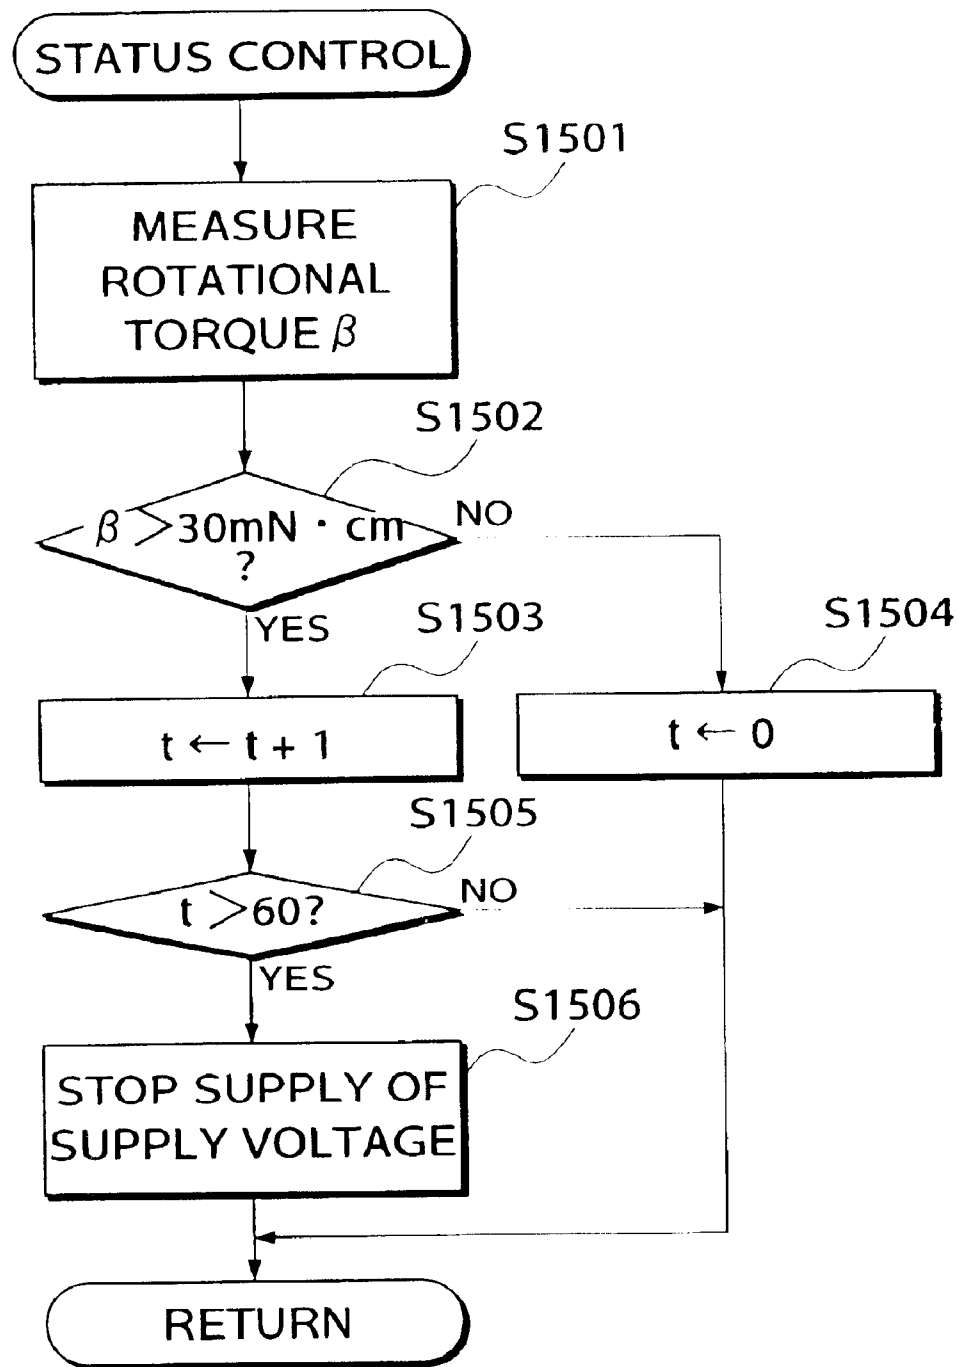 STATUS CONTROL
S1501
MEASURE
ROTATIONAL
TORQUE β
S1502
β >30mN · cm
?
NO
YES
S1503
S1504
t ← t + 1
t ← 0
S1505
t >60?
NO
YES
S1506
STOP SUPPLY OF
SUPPLY VOLTAGE
RETURN